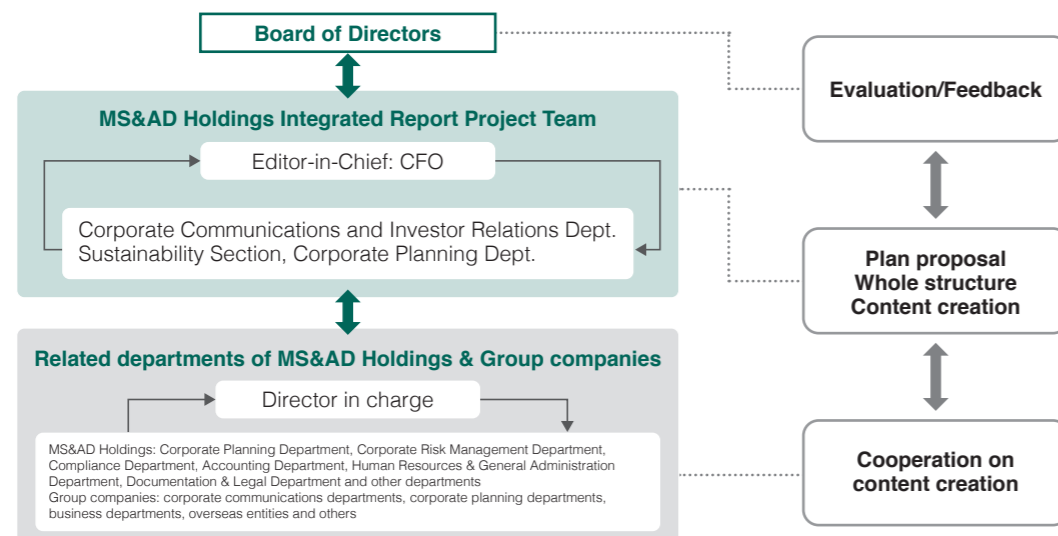 Board of Directors
MS&AD Holdings Integrated Report Project Team
Editor-in-Chief: CFO
Corporate Communications and Investor Relations Dept.
Sustainability Section, Corporate Planning Dept.
Related departments of MS&AD Holdings & Group companies
Director in charge
MS&AD Holdings: Corporate Planning Department, Corporate Risk Management Department,
Compliance Department, Accounting Department, Human Resources & General Administration
Department, Documentation & Legal Department and other departments
Group companies: corporate communications departments, corporate planning departments,
business departments, overseas entities and others
Evaluation/Feedback
Plan proposal
Whole structure
Content creation
Cooperation on
content creation